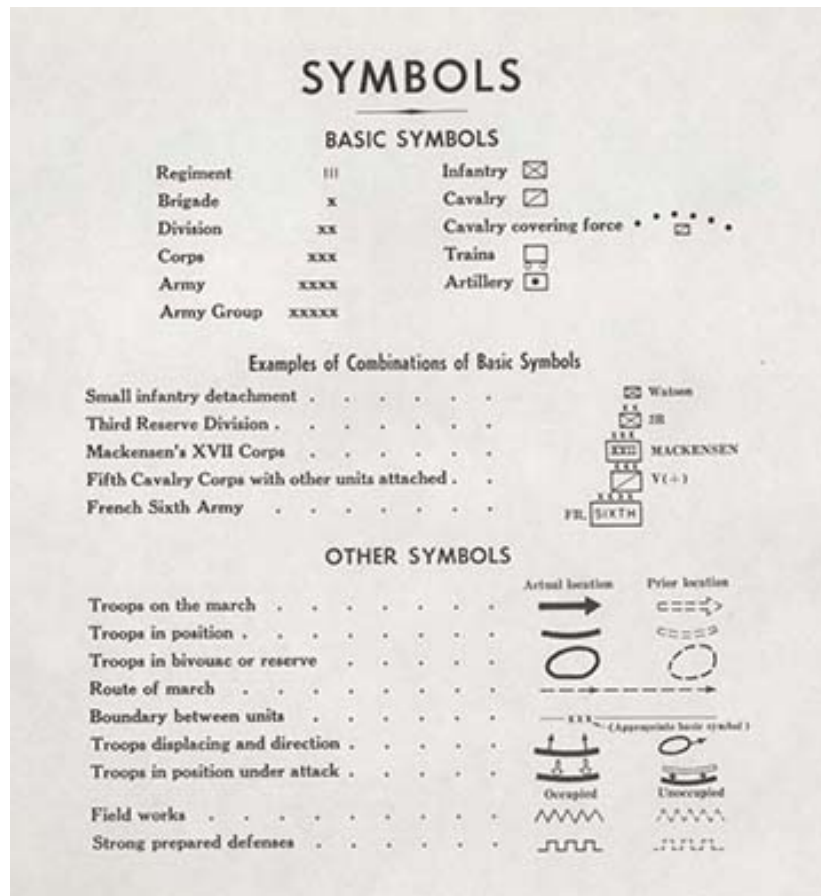 SYMBOLS
BASIC SYMBOLS
Regiment III
Brigade x
Division xx
Corps xxx
Army xxxx
Army Group xxxxx
Infantry
Cavalry
Cavalry covering force
Trains
Artillery
Examples of Combinations of Basic Symbols
Small infantry detachment . . . . . . Watson
Third Reserve Division . . . . . . . xx 3R
Mackensen's XVII Corps . . . . . . xxx XVII MACKENSEN
Fifth Cavalry Corps with other units attached . . xxx V(+)
French Sixth Army . . . . . . . xxxx FR. SIXTH
OTHER SYMBOLS
Actual location Prior location
Troops on the march . . . . . . .
Troops in position . . . . . . . .
Troops in bivouac or reserve . . . . .
Route of march . . . . . . . .
Boundary between units . . . . . . xxx (Appropriate basic symbol)
Troops displacing and direction . . . . .
Troops in position under attack . . . . .
Occupied Unoccupied
Field works . . . . . . . . .
Strong prepared defenses . . . . . .